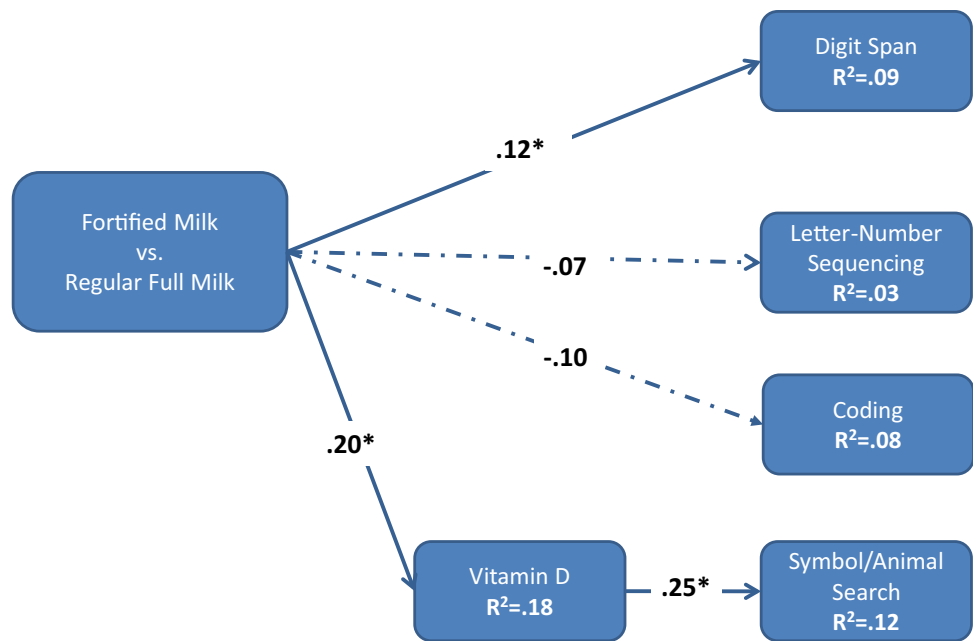 Digit Span
R²=.09
.12*
Fortified Milk
vs.
Regular Full Milk
Letter-Number
Sequencing
R²=.03
-.07
-.10
Coding
R²=.08
.20*
Vitamin D
R²=.18
.25*
Symbol/Animal
Search
R²=.12